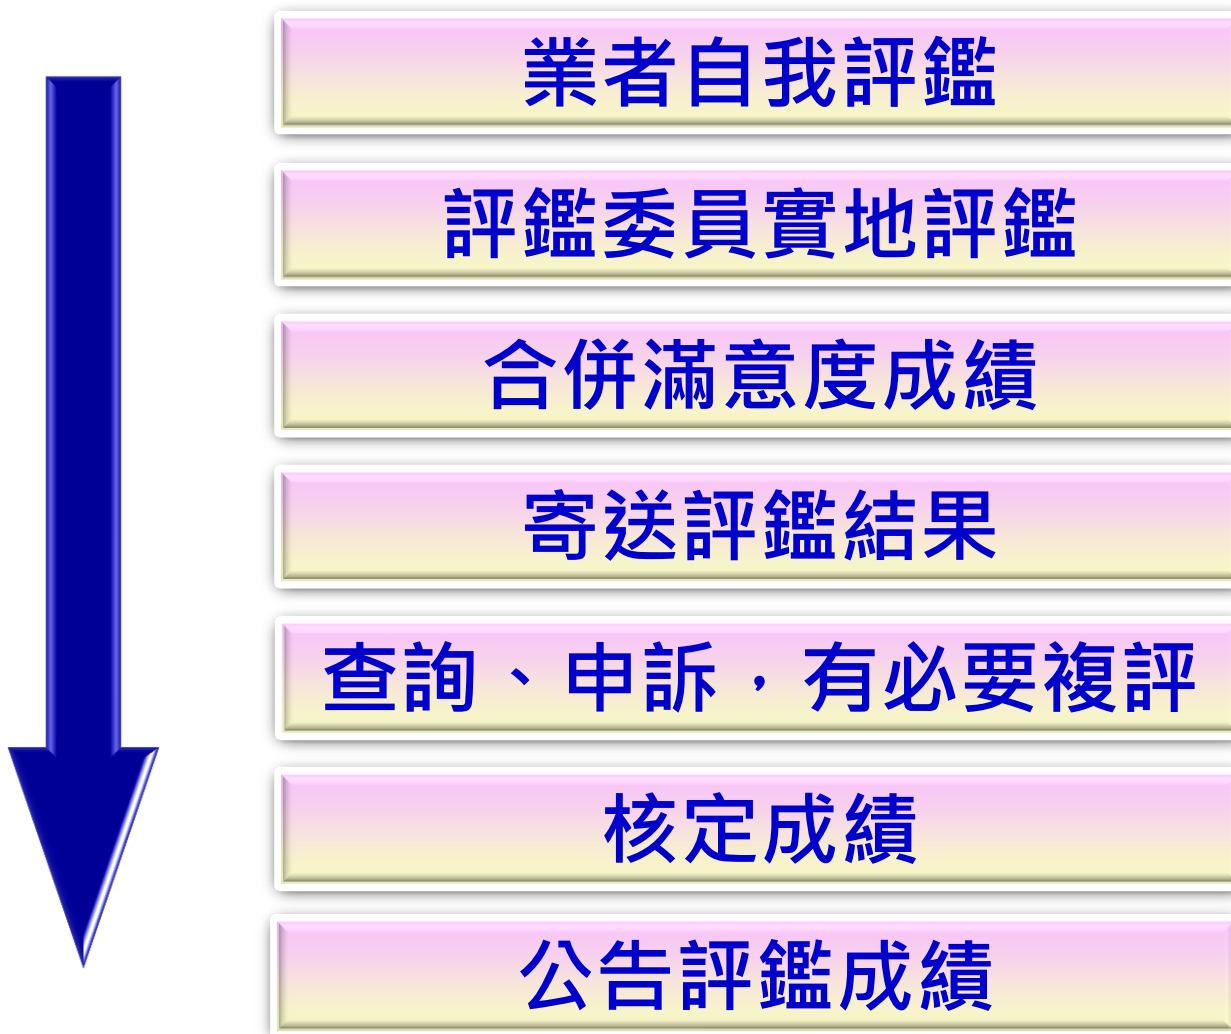 業者自我評鑑
評鑑委員實地評鑑
合併滿意度成績
寄送評鑑結果
查詢、申訴，有必要複評
核定成績
公告評鑑成績